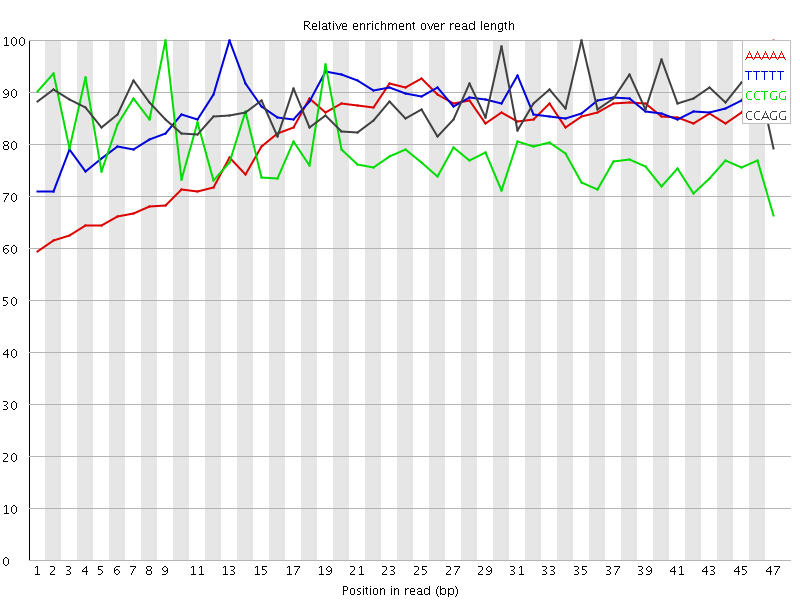 Relative enrichment over read length
100
90
80
70
60
50
40
30
20
10
0
AAAAA
TTTTT
CCTGG
CCAGG
1 2 3 4 5 6 7 8 9 11 13 15 17 19 21 23 25 27 29 31 33 35 37 39 41 43 45 47
Position in read (bp)